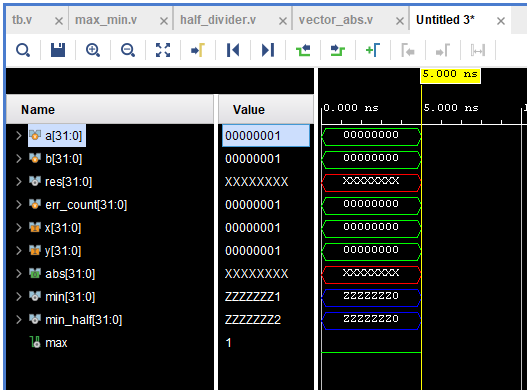 tb.v max_min.v half_divider.v vector_abs.v Untitled 3*
5.000 ns
Name Value 0.000 ns 5.000 ns 1
a[31:0] 00000001 00000000
b[31:0] 00000001 00000000
res[31:0] XXXXXXXX XXXXXXXX
err_count[31:0] 00000001 00000000
x[31:0] 00000001 00000000
y[31:0] 00000001 00000000
abs[31:0] XXXXXXXX XXXXXXXX
min[31:0] ZZZZZZZ1 ZZZZZZZ0
min_half[31:0] ZZZZZZZ2 ZZZZZZZ0
max 1